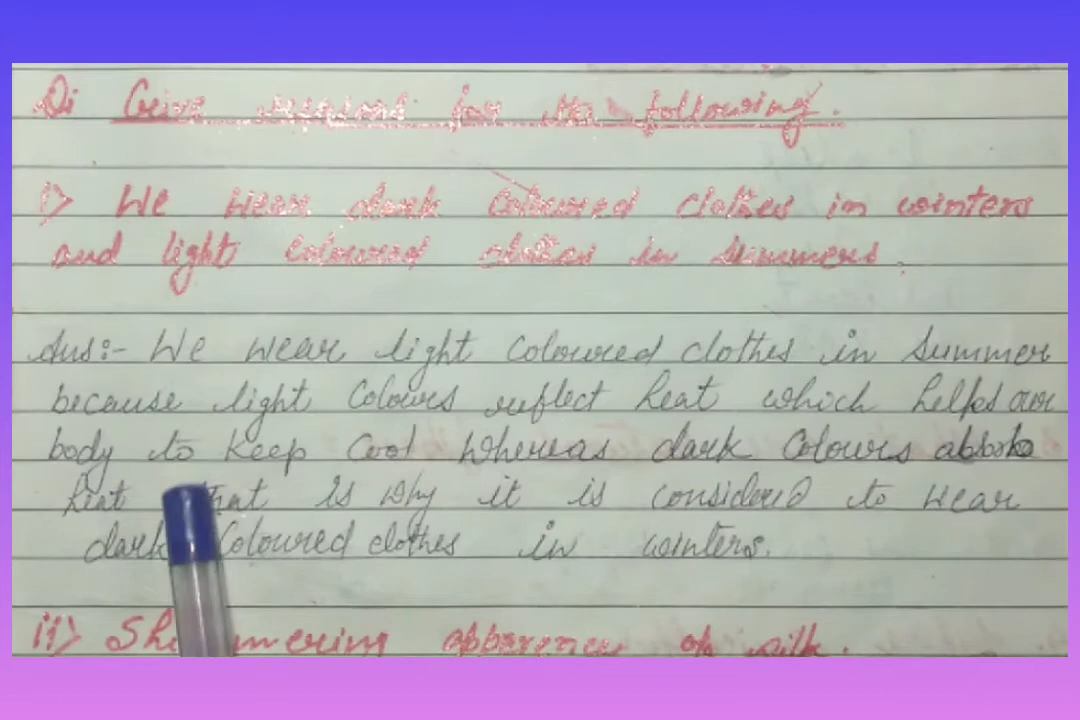 D: Give reasons for the following.
i> We wear dark coloured clothes in winters
and light coloured clothes in summers.
Ans:- We wear light coloured clothes in summer
because light colours reflect heat which helps our
body to keep cool whereas dark colours absorb
heat that is why it is considered to wear
dark coloured clothes in winters.
ii> of silk.